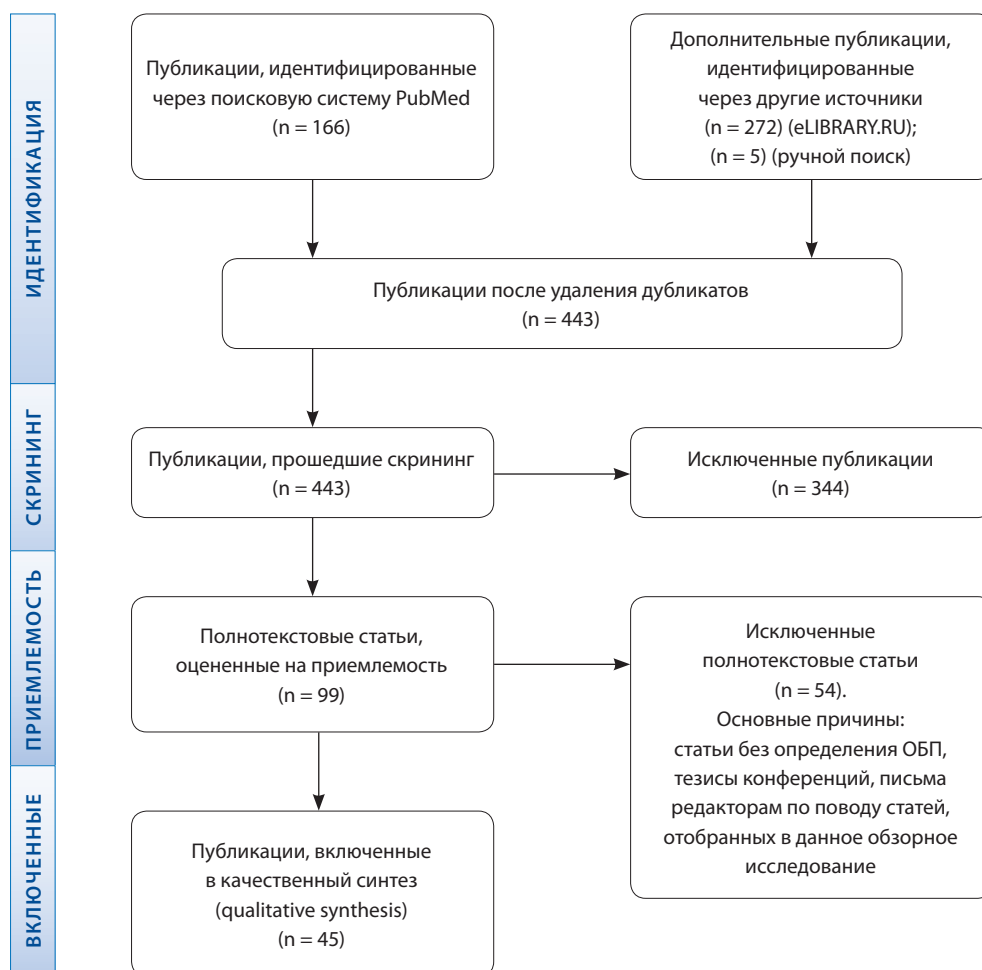 ИДЕНТИФИКАЦИЯ
Публикации, идентифицированные
через поисковую систему PubMed
(n = 166)
Дополнительные публикации,
идентифицированные
через другие источники
(n = 272) (eLIBRARY.RU);
(n = 5) (ручной поиск)
Публикации после удаления дубликатов
(n = 443)
СКРИНИНГ
Публикации, прошедшие скрининг
(n = 443)
Исключенные публикации
(n = 344)
ПРИЕМЛЕМОСТЬ
Полнотекстовые статьи,
оцененные на приемлемость
(n = 99)
Исключенные
полнотекстовые статьи
(n = 54).
Основные причины:
статьи без определения ОБП,
тезисы конференций, письма
редакторам по поводу статей,
отобранных в данное обзорное
исследование
ВКЛЮЧЕННЫЕ
Публикации, включенные
в качественный синтез
(qualitative synthesis)
(n = 45)